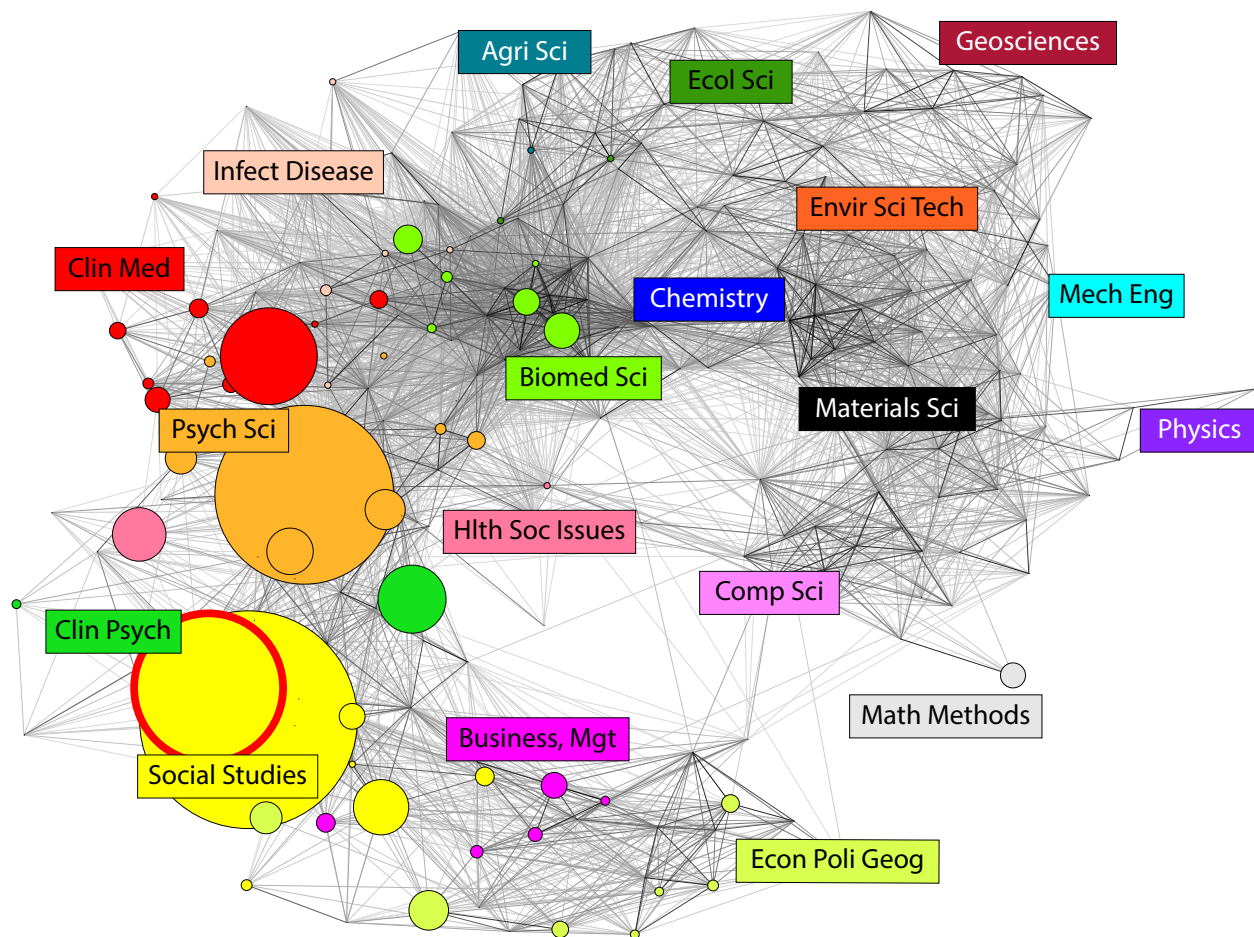 Geosciences
Agri Sci
Ecol Sci
Infect Disease
Envir Sci Tech
Clin Med
Chemistry
Mech Eng
Biomed Sci
Materials Sci
Psych Sci
Physics
Hlth Soc Issues
Comp Sci
Clin Psych
Math Methods
Business, Mgt
Social Studies
Econ Poli Geog